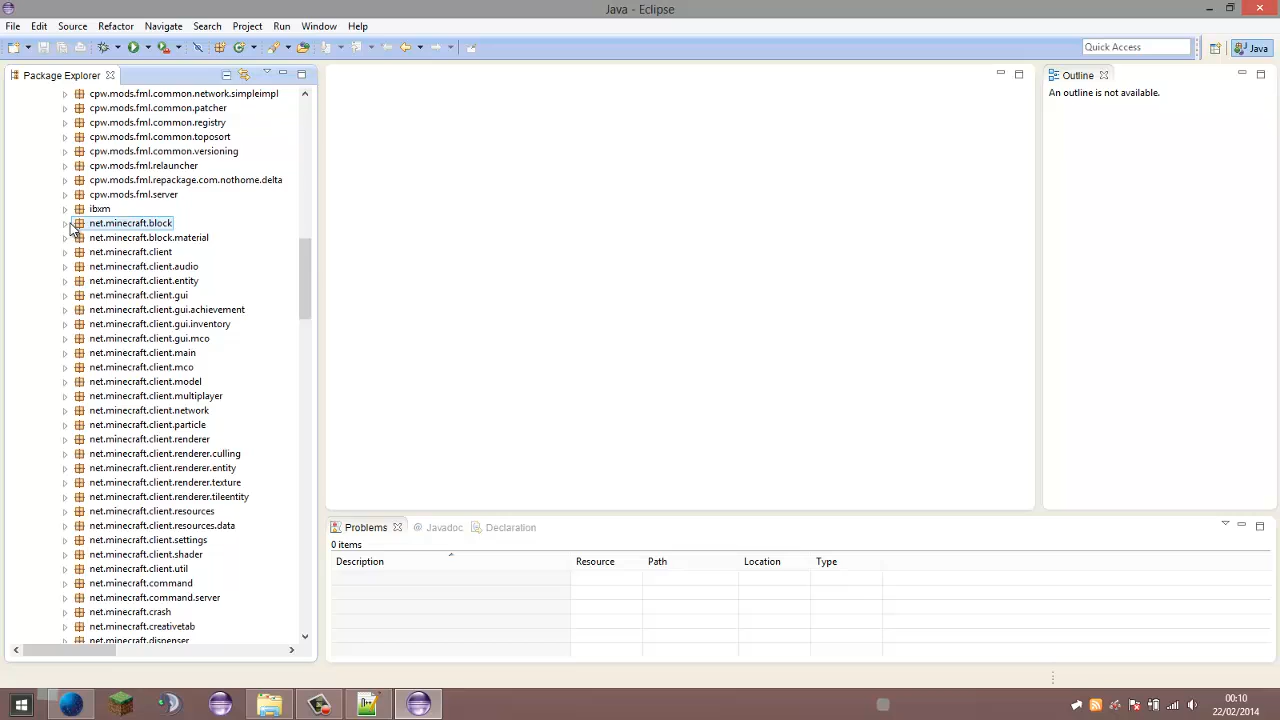 Java - Eclipse
File Edit Source Refactor Navigate Search Project Run Window Help
Quick Access
Java
Package Explorer
Outline
An outline is not available.
cpw.mods.fml.common.network.simpleimpl
cpw.mods.fml.common.patcher
cpw.mods.fml.common.registry
cpw.mods.fml.common.toposort
cpw.mods.fml.common.versioning
cpw.mods.fml.relauncher
cpw.mods.fml.repackage.com.nothome.delta
cpw.mods.fml.server
ibxm
net.minecraft.block
net.minecraft.block.material
net.minecraft.client
net.minecraft.client.audio
net.minecraft.client.entity
net.minecraft.client.gui
net.minecraft.client.gui.achievement
net.minecraft.client.gui.inventory
net.minecraft.client.gui.mco
net.minecraft.client.main
net.minecraft.client.mco
net.minecraft.client.model
net.minecraft.client.multiplayer
net.minecraft.client.network
net.minecraft.client.particle
net.minecraft.client.renderer
net.minecraft.client.renderer.culling
net.minecraft.client.renderer.entity
net.minecraft.client.renderer.texture
net.minecraft.client.renderer.tileentity
net.minecraft.client.resources
net.minecraft.client.resources.data
net.minecraft.client.settings
net.minecraft.client.shader
net.minecraft.client.util
net.minecraft.command
net.minecraft.command.server
net.minecraft.crash
net.minecraft.creativetab
net.minecraft.dispenser
Problems @ Javadoc Declaration
0 items
Description Resource Path Location Type
00:10
22/02/2014